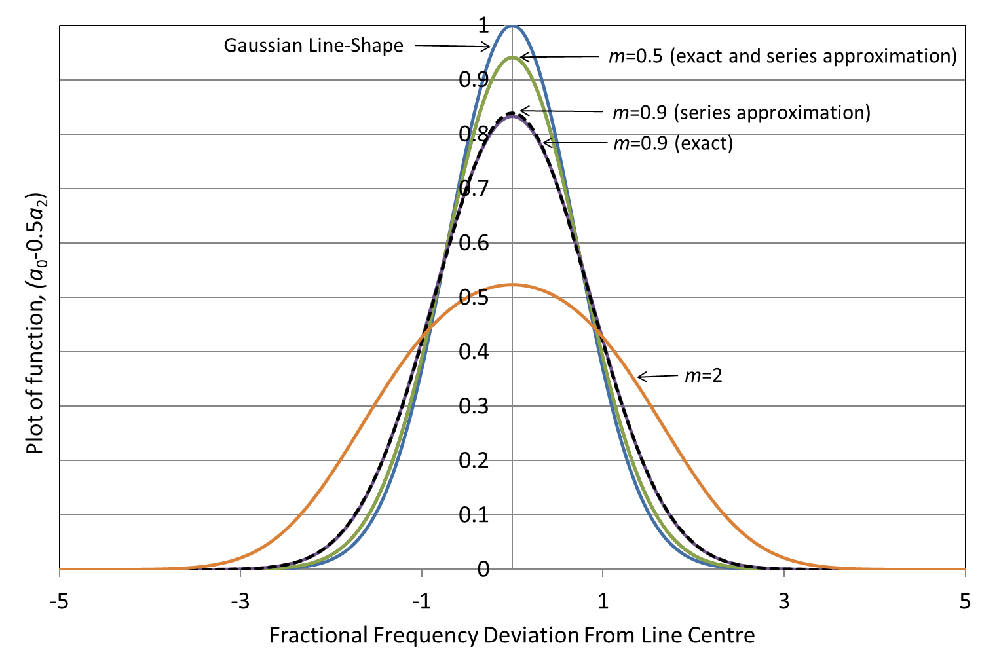 1
Gaussian Line-Shape
m=0.5 (exact and series approximation)
0.9
m=0.9 (series approximation)
0.8
m=0.9 (exact)
0.7
0.6
0.5
0.4
m=2
0.3
0.2
0.1
0
Plot of function, (a₀-0.5a₂)
-5 -3 -1 1 3 5
Fractional Frequency Deviation From Line Centre